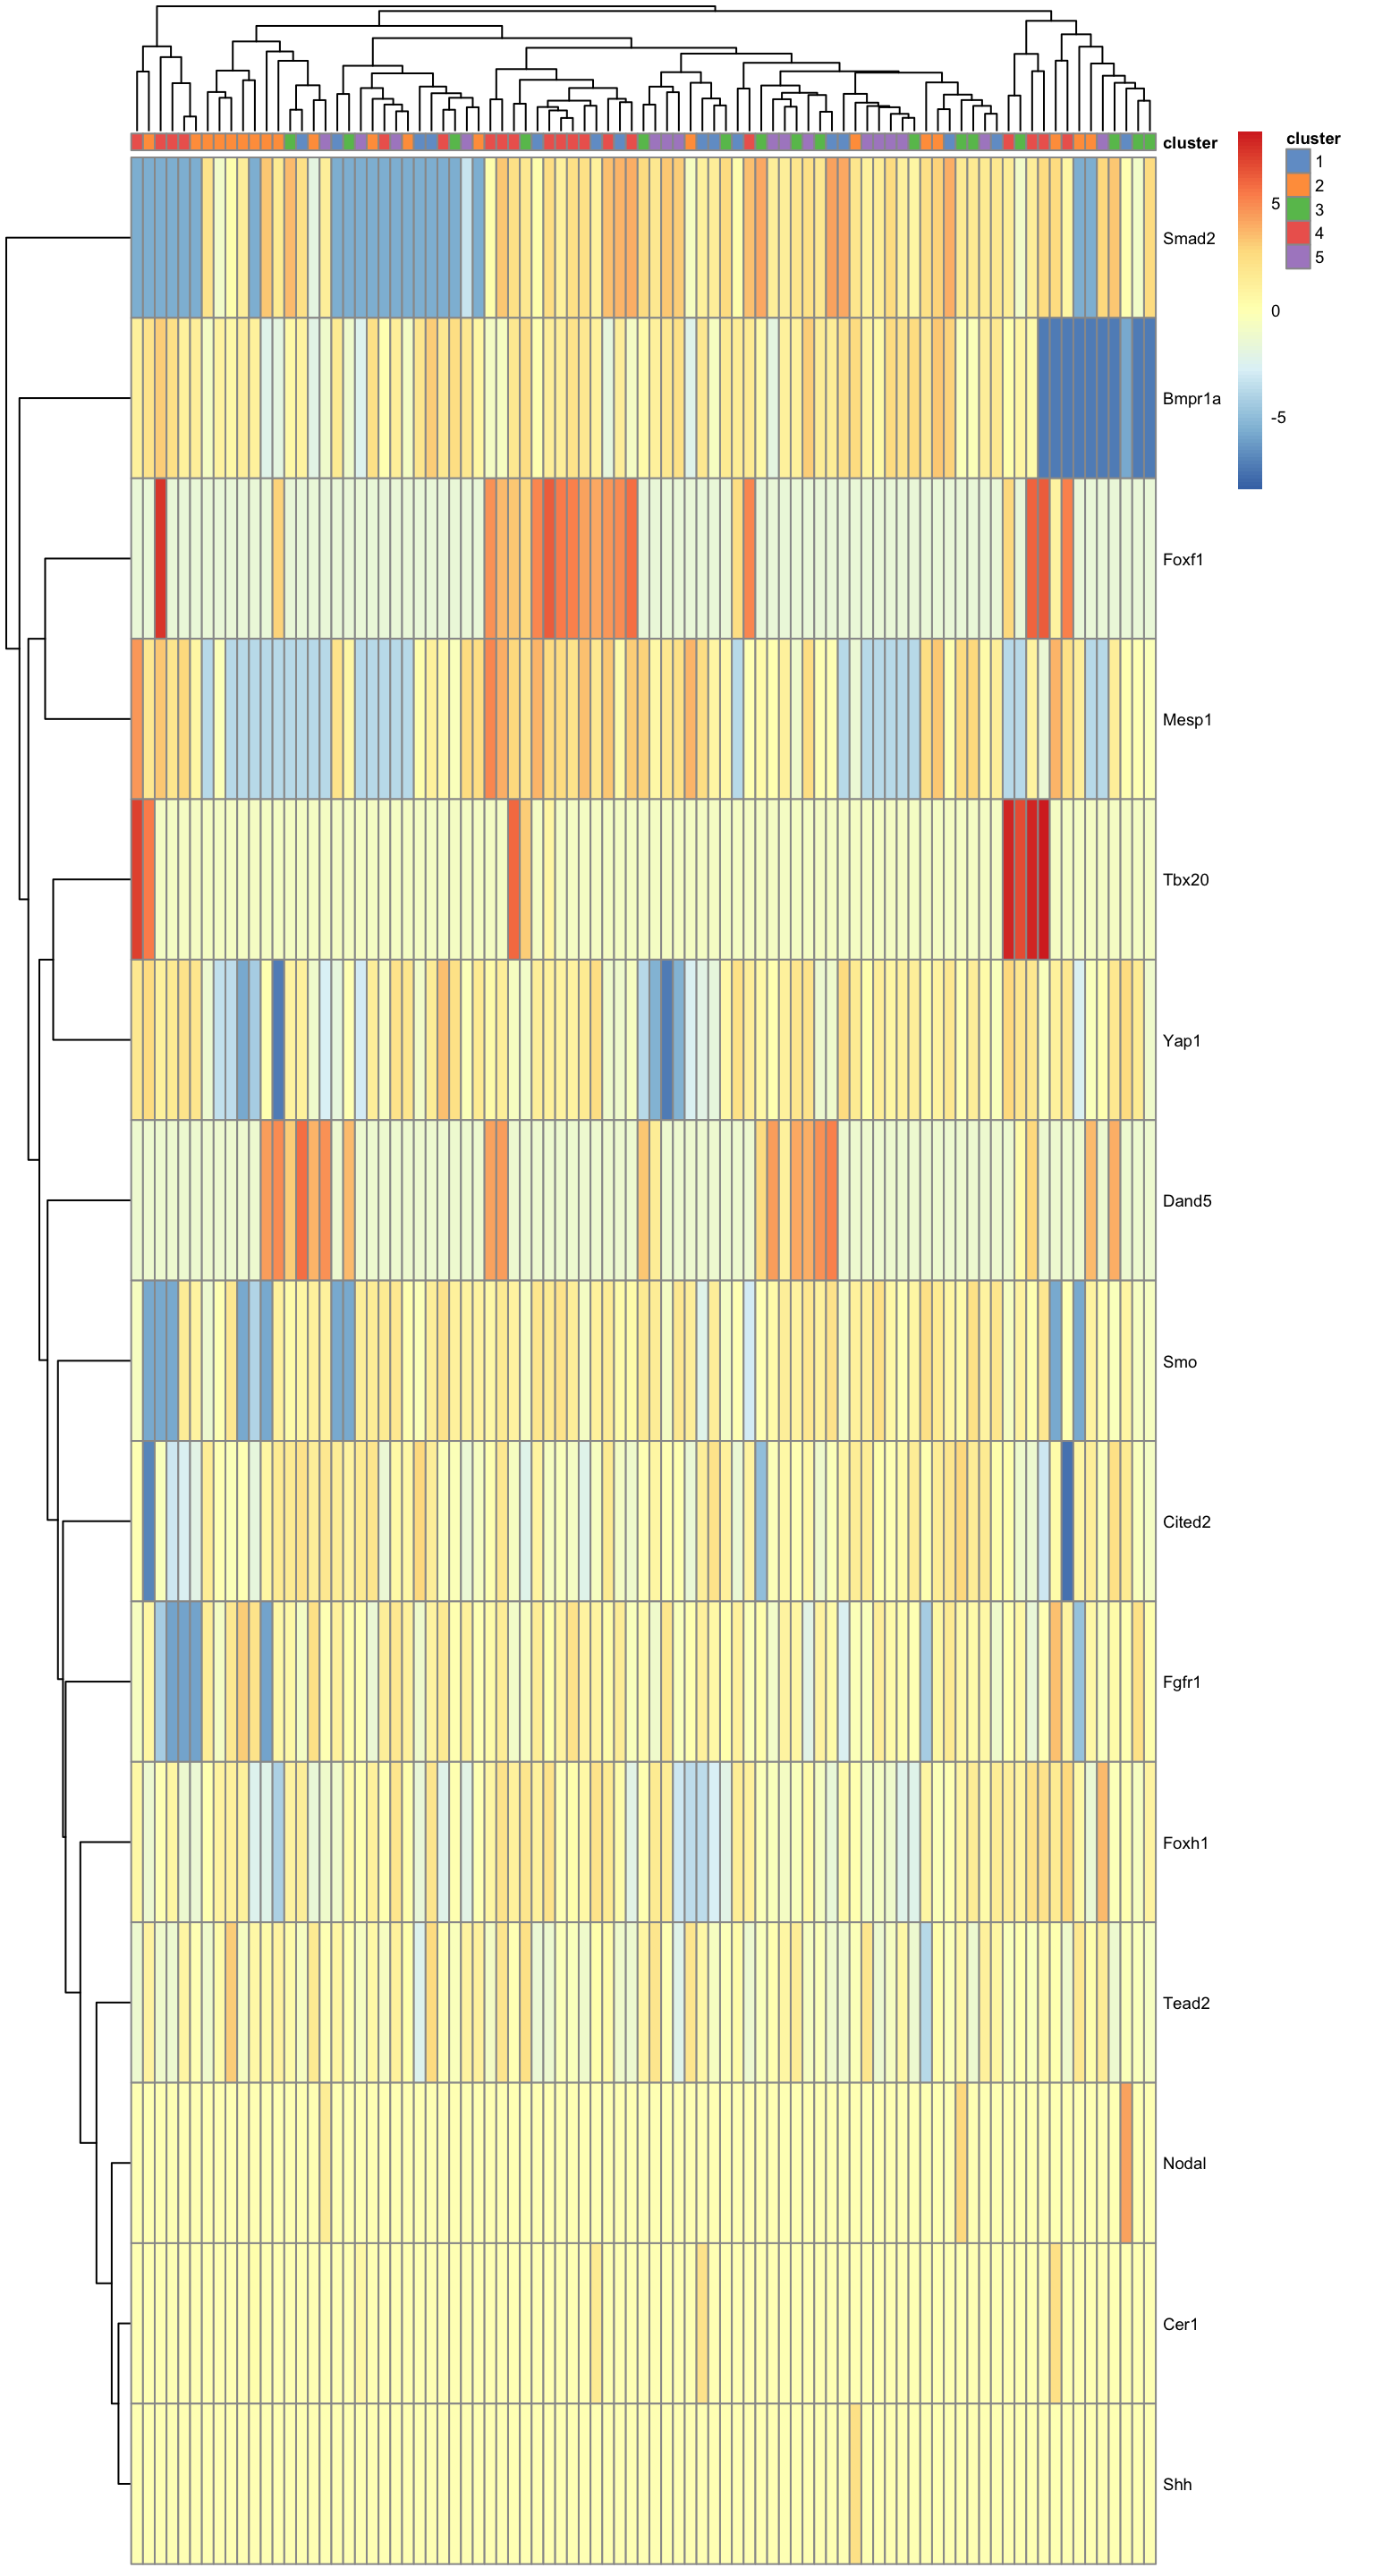 cluster
cluster
1
2
3
4
5
5
0
-5
Smad2
Bmpr1a
Foxf1
Mesp1
Tbx20
Yap1
Dand5
Smo
Cited2
Fgfr1
Foxh1
Tead2
Nodal
Cer1
Shh